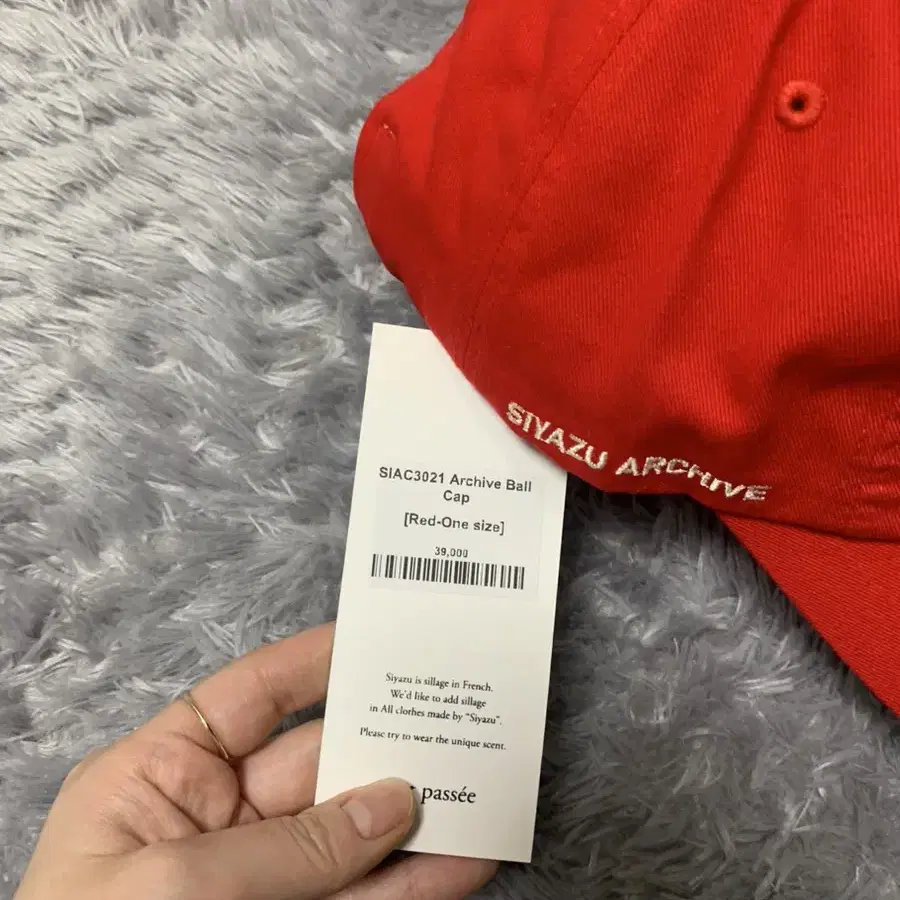 SIYAZU ARCHIVE
SIAC3021 Archive Ball
Cap
[Red-One size]
39,000
Siyazu is sillage in French.
We'd like to add sillage
in All clothes made by "Siyazu".
Please try to wear the unique scent.
passée